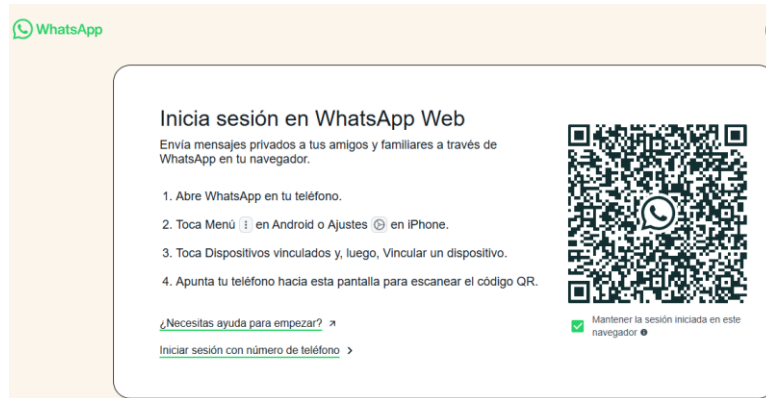 WhatsApp
Inicia sesión en WhatsApp Web
Envía mensajes privados a tus amigos y familiares a través de
WhatsApp en tu navegador.
1. Abre WhatsApp en tu teléfono.
2. Toca Menú en Android o Ajustes en iPhone.
3. Toca Dispositivos vinculados y, luego, Vincular un dispositivo.
4. Apunta tu teléfono hacia esta pantalla para escanear el código QR.
¿Necesitas ayuda para empezar?
Iniciar sesión con número de teléfono
Mantener la sesión iniciada en este
navegador